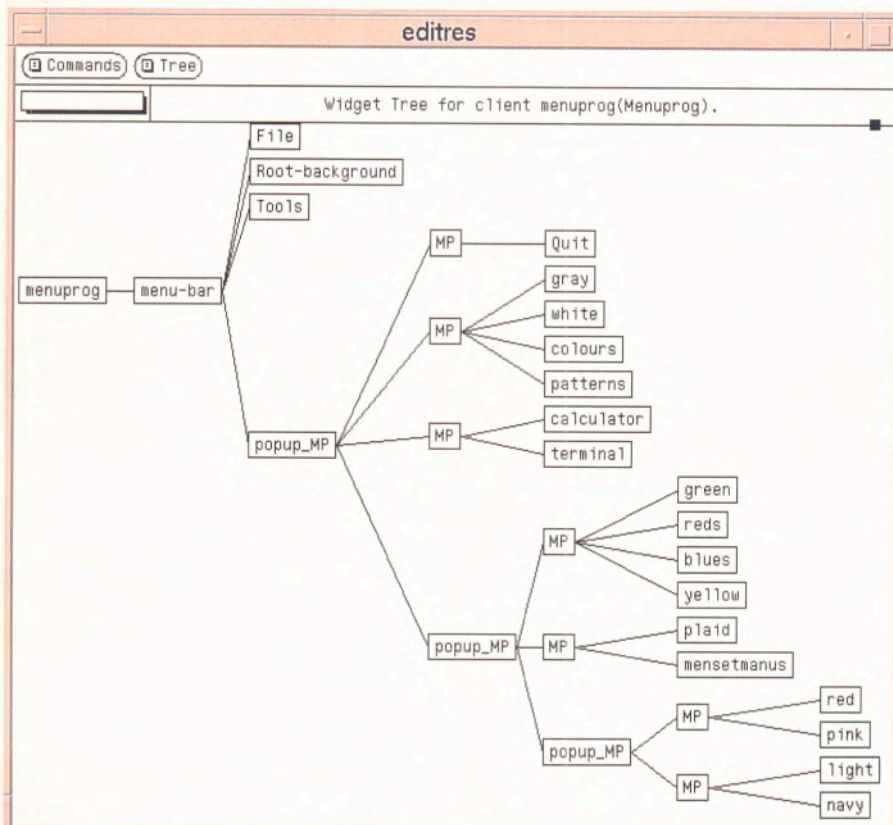 editres
Commands Tree
Widget Tree for client menuprog(Menuprog).
File
Root-background
Tools
MP Quit
gray
menuprog menu-bar
white
MP
colours
patterns
calculator
popup_MP MP
terminal
green
reds
MP
blues
yellow
plaid
popup_MP MP
mensetmanus
red
MP
pink
popup_MP
light
MP
navy